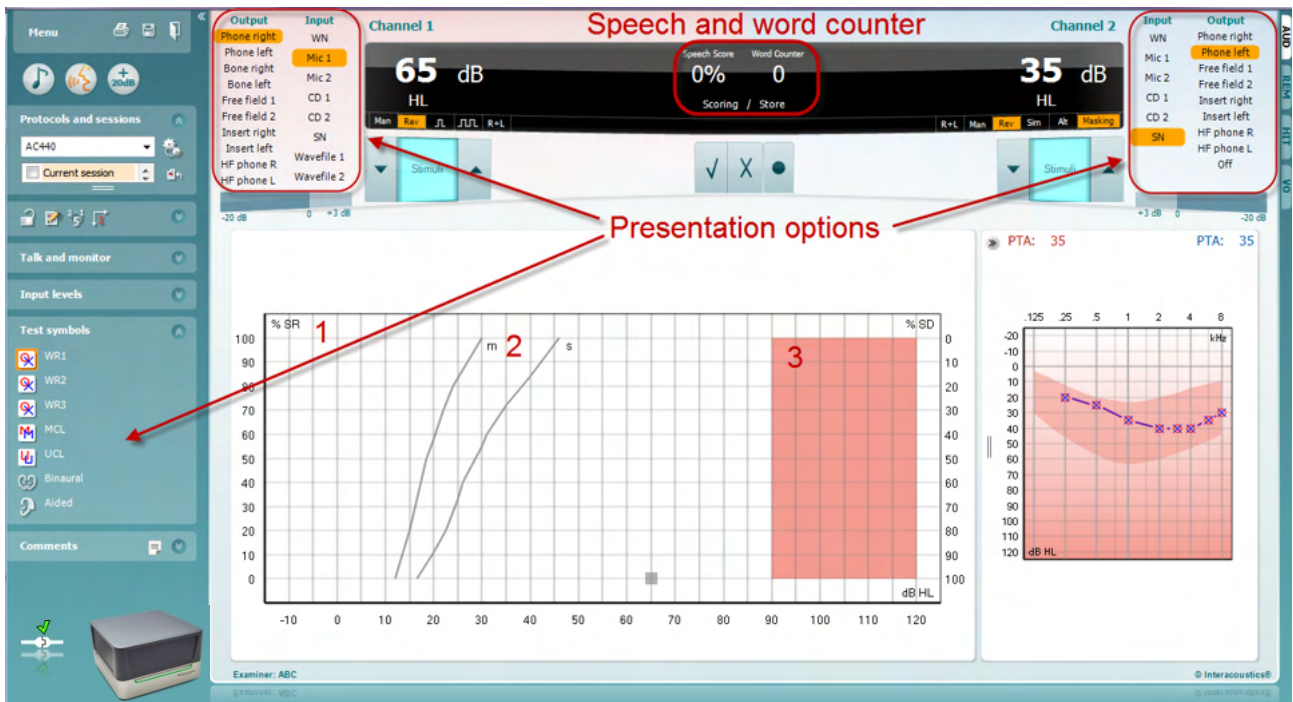 Menu
+
20dB
Protocols and sessions
AC440
Current session
Talk and monitor
Input levels
Test symbols
WR1
WR2
WR3
MCL
UCL
Binaural
Aided
Comments
Output Input
Phone right WN
Phone left Mic 1
Bone right Mic 2
Bone left CD 1
Free field 1 CD 2
Free field 2 SN
Insert right Wavefile 1
Insert left Wavefile 2
HF phone R
HF phone L
Channel 1
Speech and word counter
Channel 2
65 dB
HL
Speech Score Word Counter
0% 0
Scoring / Store
35 dB
HL
Man Rev R+L
R+L Man Rev Sim Alt Masking
Stimuli
Stimuli
-20 dB 0 +3 dB
+3 dB 0 -20 dB
Input Output
WN Phone right
Mic 1 Phone left
Mic 2 Free field 1
CD 1 Free field 2
CD 2 Insert right
SN Insert left
HF phone R
HF phone L
Off
AUD
REM
HIT
VO
Presentation options
% SR 1
m 2 s
3
% SD
100
90
80
70
60
50
40
30
20
10
0
0
10
20
30
40
50
60
70
80
90
100
dB HL
-10 0 10 20 30 40 50 60 70 80 90 100 110 120
PTA: 35 PTA: 35
.125 .25 .5 1 2 4 8
kHz
-20
-10
0
10
20
30
40
50
60
70
80
90
100
110
120
dB HL
Examiner: ABC
© Interacoustics®